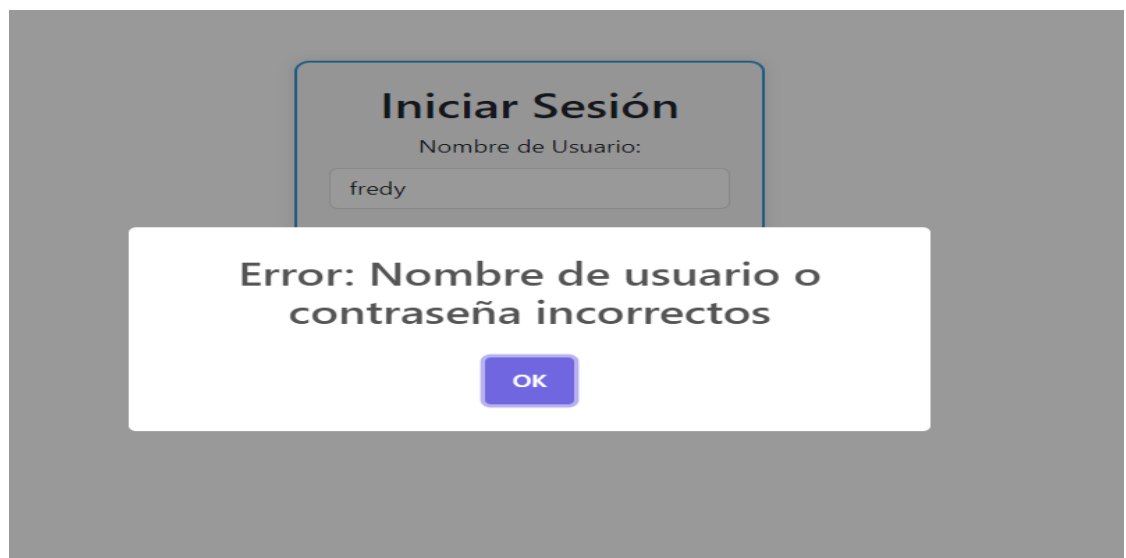 Iniciar Sesión
Nombre de Usuario:
fredy
Error: Nombre de usuario o
contraseña incorrectos
OK